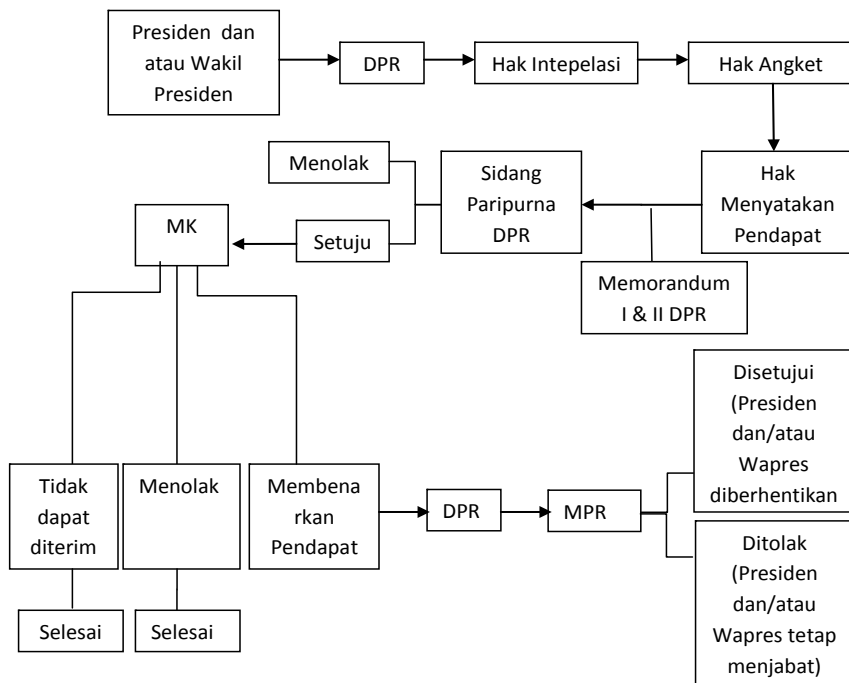 Presiden dan
atau Wakil
Presiden
DPR
Hak Intepelasi
Hak Angket
Hak
Menyatakan
Pendapat
Memorandum
I & II DPR
Sidang
Paripurna
DPR
Menolak
Setuju
MK
Tidak
dapat
diterim
Selesai
Menolak
Selesai
Membena
rkan
Pendapat
DPR
MPR
Disetujui
(Presiden
dan/atau
Wapres
diberhentikan
Ditolak
(Presiden
dan/atau
Wapres tetap
menjabat)